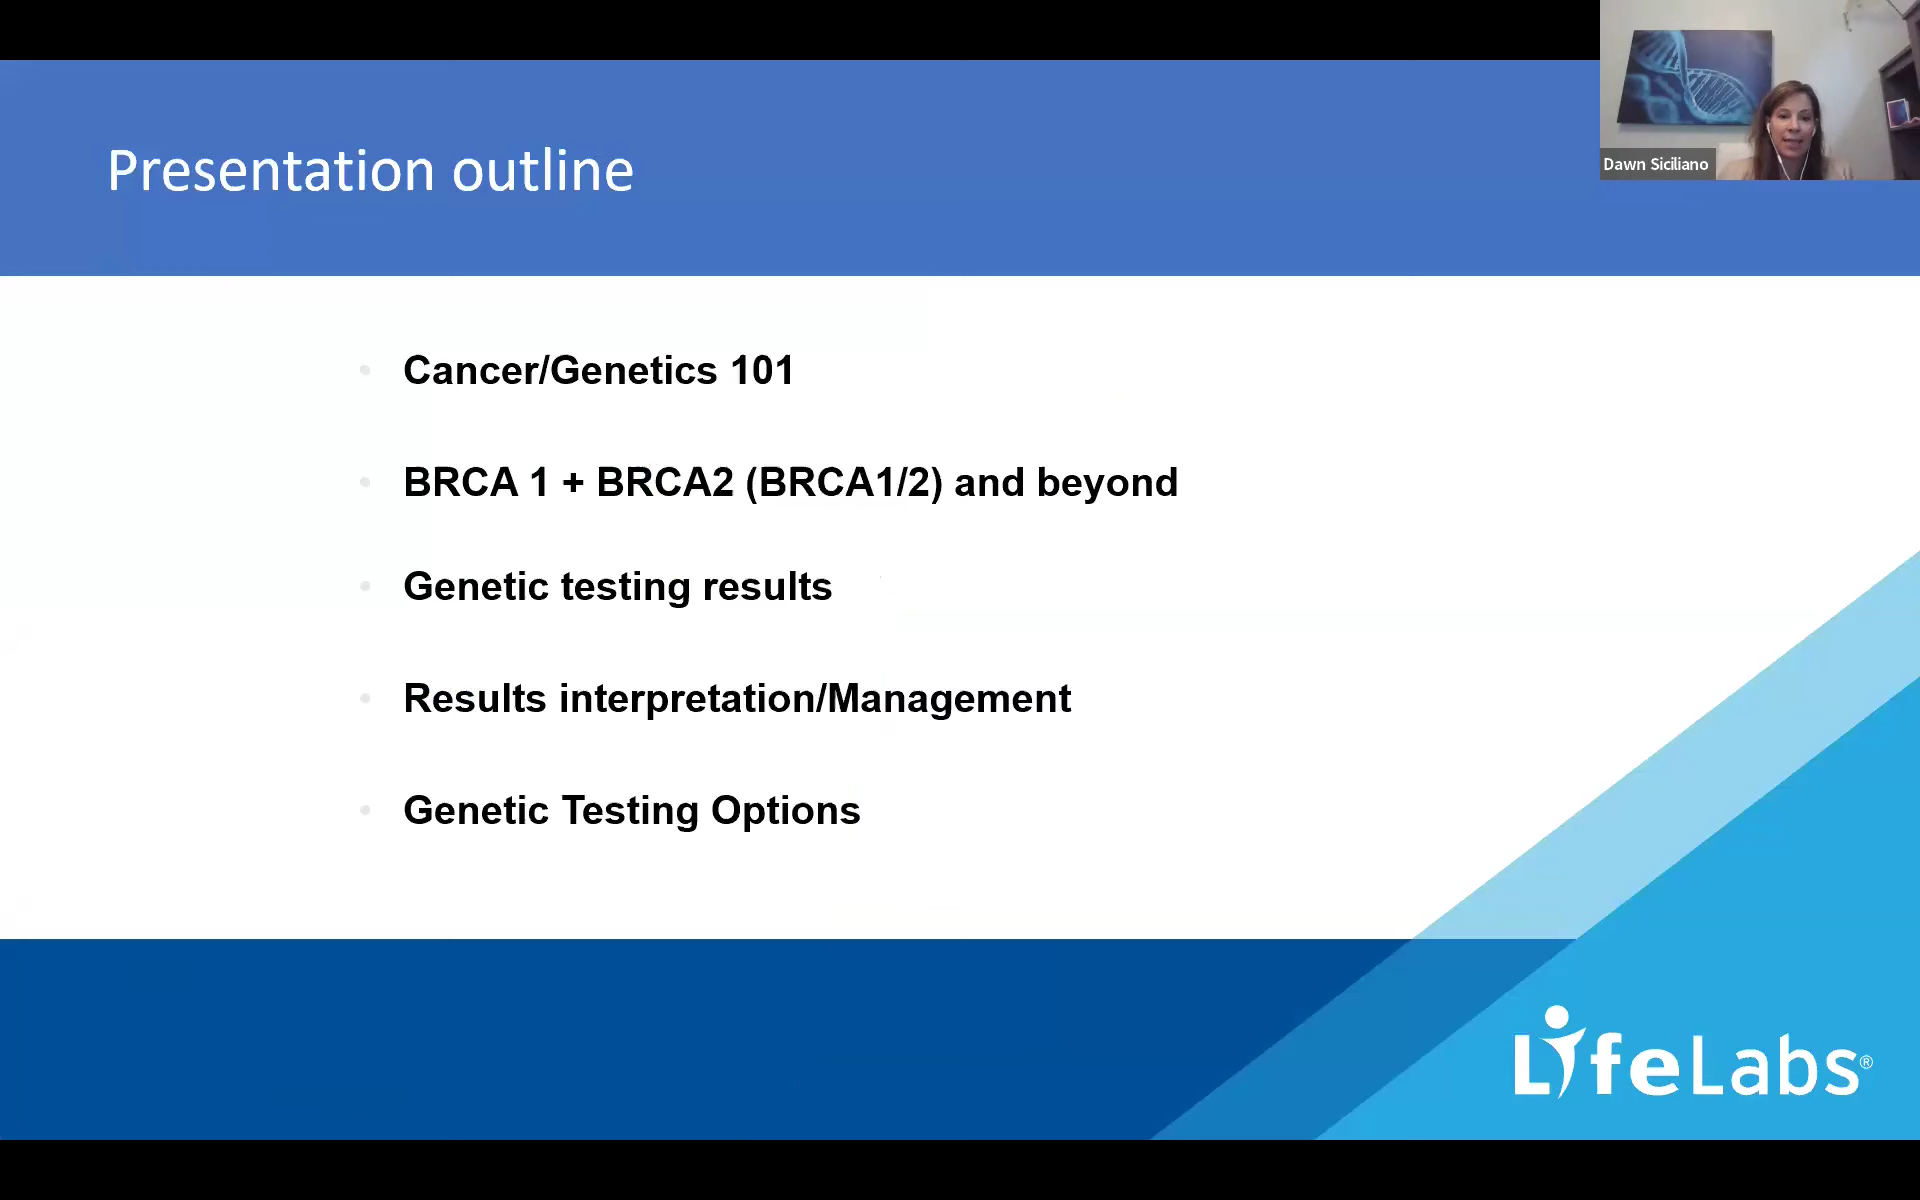 Presentation outline
Dawn Siciliano
• Cancer/Genetics 101
• BRCA 1 + BRCA2 (BRCA1/2) and beyond
• Genetic testing results
• Results interpretation/Management
• Genetic Testing Options
LifeLabs®